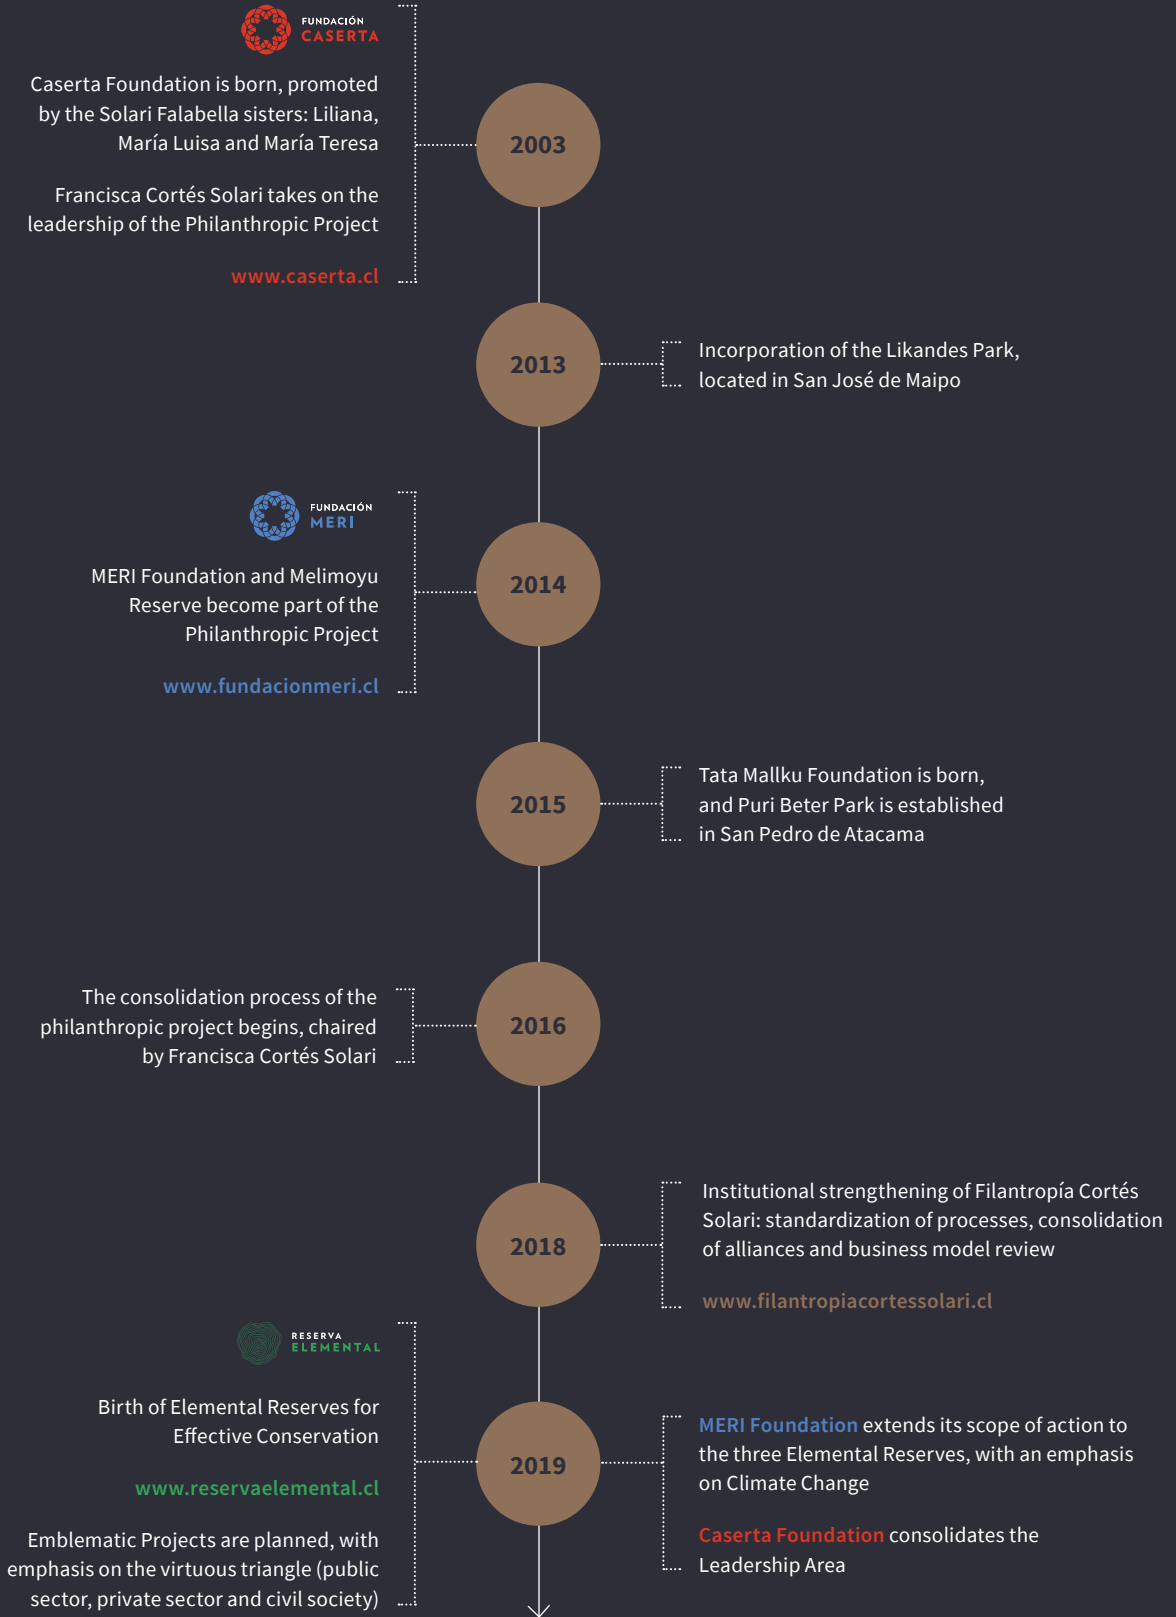 FUNDACIÓN
CASERTA
Caserta Foundation is born, promoted
by the Solari Falabella sisters: Liliana,
María Luisa and María Teresa
Francisca Cortés Solari takes on the
leadership of the Philanthropic Project
www.caserta.cl
2003
2013
Incorporation of the Likandes Park,
located in San José de Maipo
FUNDACIÓN
MERI
MERI Foundation and Melimoyu
Reserve become part of the
Philanthropic Project
www.fundacionmeri.cl
2014
2015
Tata Mallku Foundation is born,
and Puri Beter Park is established
in San Pedro de Atacama
The consolidation process of the
philanthropic project begins, chaired
by Francisca Cortés Solari
2016
2018
Institutional strengthening of Filantropía Cortés
Solari: standardization of processes, consolidation
of alliances and business model review
www.filantropiacortessolari.cl
RESERVA
ELEMENTAL
Birth of Elemental Reserves for
Effective Conservation
www.reservaelemental.cl
Emblematic Projects are planned, with
emphasis on the virtuous triangle (public
sector, private sector and civil society)
2019
MERI Foundation extends its scope of action to
the three Elemental Reserves, with an emphasis
on Climate Change
Caserta Foundation consolidates the
Leadership Area